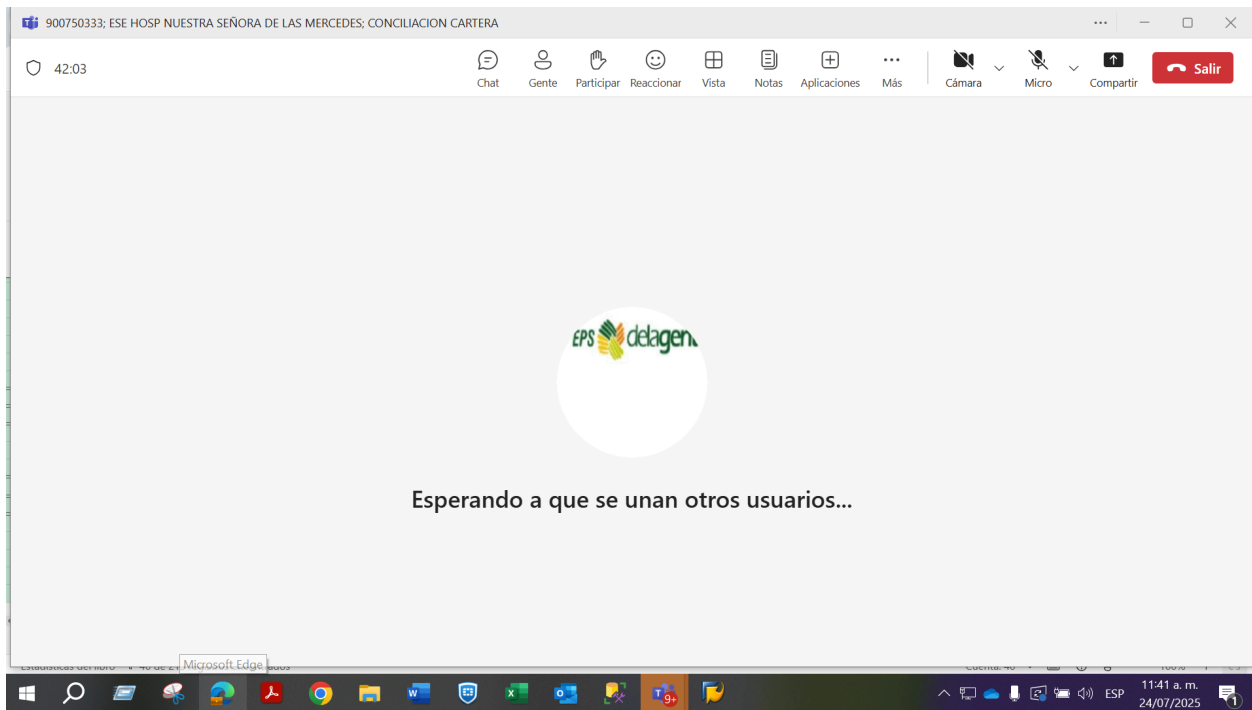 900750333; ESE HOSP NUESTRA SEÑORA DE LAS MERCEDES; CONCILIACION CARTERA
42:03
Chat Gente Participar Reaccionar Vista Notas Aplicaciones Más Cámara Micro Compartir Salir
EPS delagen
Esperando a que se unan otros usuarios...
Microsoft Edge
ESP
11:41 a. m.
24/07/2025
9+
1